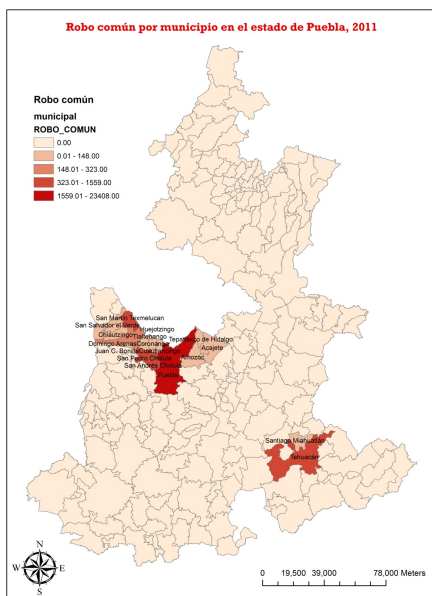 Robo común por municipio en el estado de Puebla, 2011
Robo común
municipal
ROBO_COMUN
0.00
0.01 - 148.00
148.01 - 323.00
323.01 - 1559.00
1559.01 - 23408.00
San Martín Texmelucan
San Salvador el Verde
Huejotzingo
Chiautzingo
Tlaltenango
Tepatlaxco de Hidalgo
Domingo Arenas
Coronango
Acajete
Juan C. Bonilla
Cuautlancingo
San Pedro Cholula
Amozoc
San Andrés Cholula
Puebla
Santiago Miahuatlán
Tehuacán
N
W
E
S
0 19,500 39,000 78,000 Meters